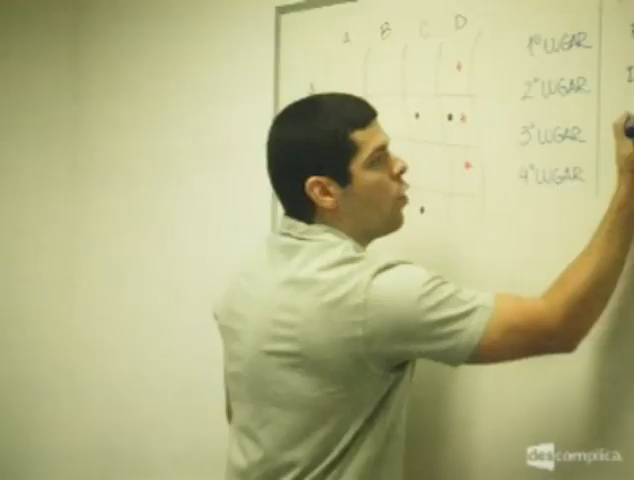 A B C D
A
1º LUGAR
2º LUGAR
3º LUGAR
4º LUGAR
descomplica.